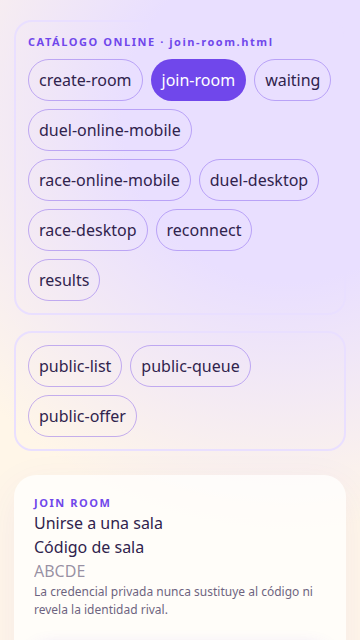 CATÁLOGO ONLINE · join-room.html
create-room join-room waiting
duel-online-mobile
race-online-mobile duel-desktop
race-desktop reconnect
results
public-list public-queue
public-offer
JOIN ROOM
Unirse a una sala
Código de sala
ABCDE
La credencial privada nunca sustituye al código ni
revela la identidad rival.